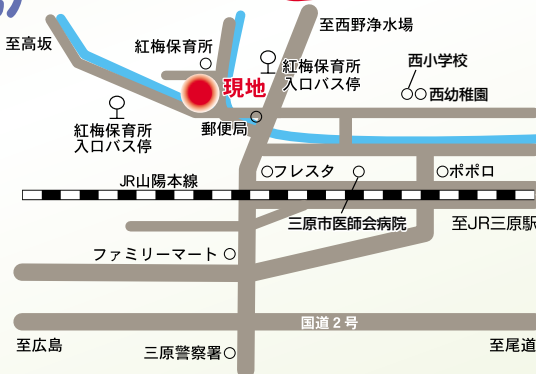 至西野浄水場
至高坂
紅梅保育所
西小学校
紅梅保育所
入口バス停
現地
西幼稚園
紅梅保育所
入口バス停
郵便局
フレスタ
ポポロ
JR山陽本線
三原市医師会病院
至JR三原駅
ファミリーマート
国道2号
至広島
三原警察署
至尾道